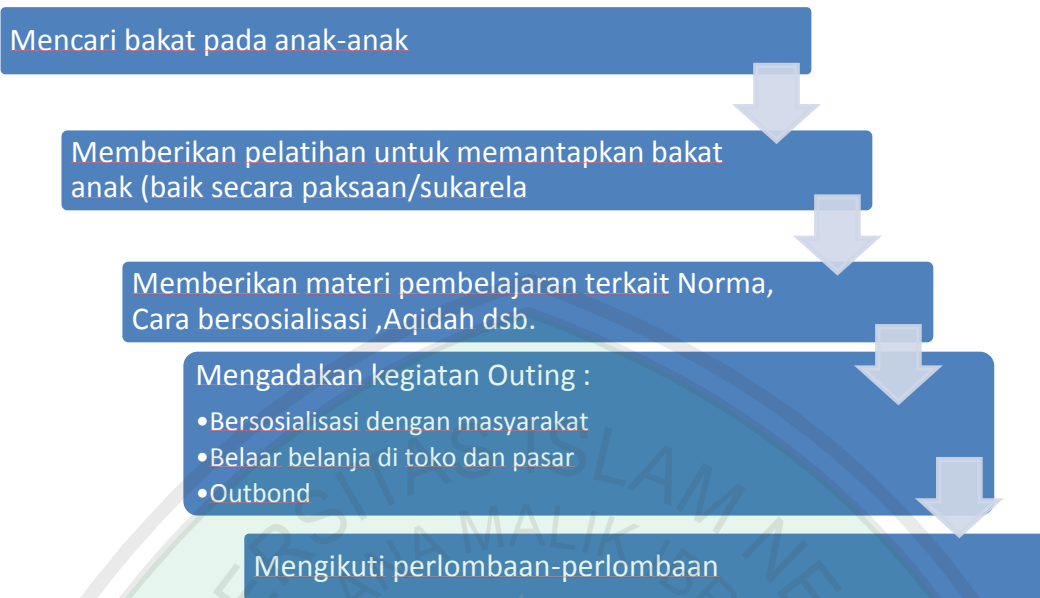 Mencari bakat pada anak-anak
Memberikan pelatihan untuk memantapkan bakat
anak (baik secara paksaan/sukarela
Memberikan materi pembelajaran terkait Norma,
Cara bersosialisasi ,Aqidah dsb.
Mengadakan kegiatan Outing :
•Bersosialisasi dengan masyarakat
•Belaar belanja di toko dan pasar
•Outbond
Mengikuti perlombaan-perlombaan